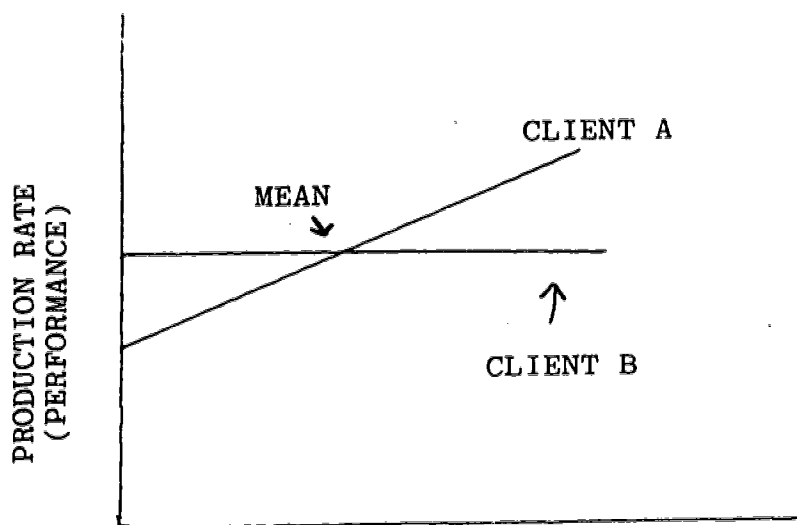 CLIENT A
MEAN
PRODUCTION RATE
(PERFORMANCE)
CLIENT B